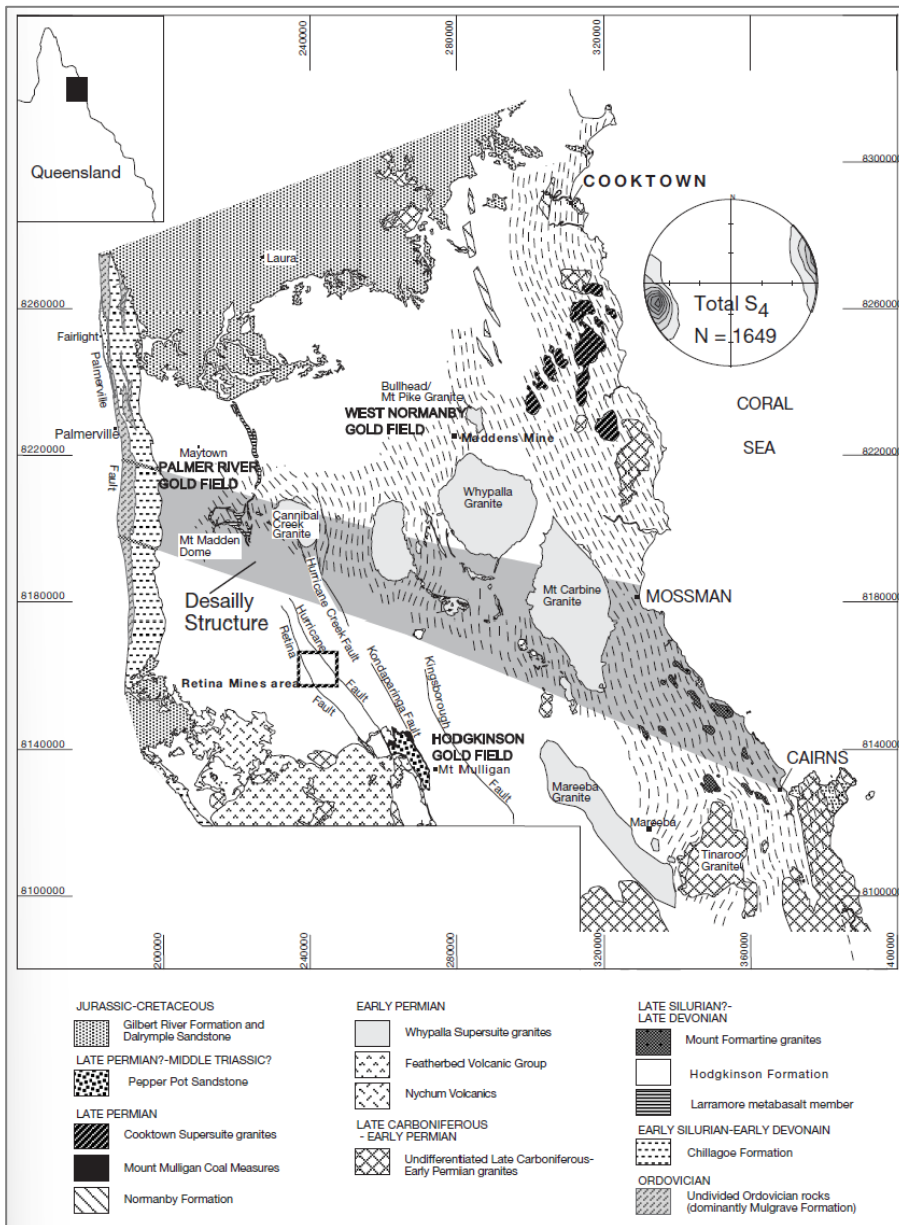 240000
280000
320000
Queensland
8300000
COOKTOWN
N
Laura
8260000
8260000
Total S4
N = 1649
Fairlight
Palmerville
Fault
Bullhead/
Mt Pike Granite
WEST NORMANBY
GOLD FIELD
Maddens Mine
CORAL
SEA
Palmerville
8220000
8220000
Maytown
PALMER RIVER
GOLD FIELD
Whypalla
Granite
Cannibal
Creek
Granite
Mt Madden
Dome
Desailly
Structure
Hurricane Creek Fault
Mt Carbine
Granite
MOSSMAN
8180000
8180000
Retina
Fault
Hurricane
Fault
Kondaparinga Fault
Kingsborough
Fault
Retina Mines area
HODGKINSON
GOLD FIELD
Mt Mulligan
8140000
8140000
CAIRNS
Mareeba
Granite
Mareeba
Tinaroo
Granite
8100000
8100000
200000
240000
280000
320000
360000
400000
JURASSIC-CRETACEOUS
Gilbert River Formation and
Dalrymple Sandstone
LATE PERMIAN?-MIDDLE TRIASSIC?
Pepper Pot Sandstone
LATE PERMIAN
Cooktown Supersuite granites
Mount Mulligan Coal Measures
Normanby Formation
EARLY PERMIAN
Whypalla Supersuite granites
Featherbed Volcanic Group
Nychum Volcanics
LATE CARBONIFEROUS
- EARLY PERMIAN
Undifferentiated Late Carboniferous-
Early Permian granites
LATE SILURIAN?-
LATE DEVONIAN
Mount Formartine granites
Hodgkinson Formation
Larramore metabasalt member
EARLY SILURIAN-EARLY DEVONAIN
Chillagoe Formation
ORDOVICIAN
Undivided Ordovician rocks
(dominantly Mulgrave Formation)